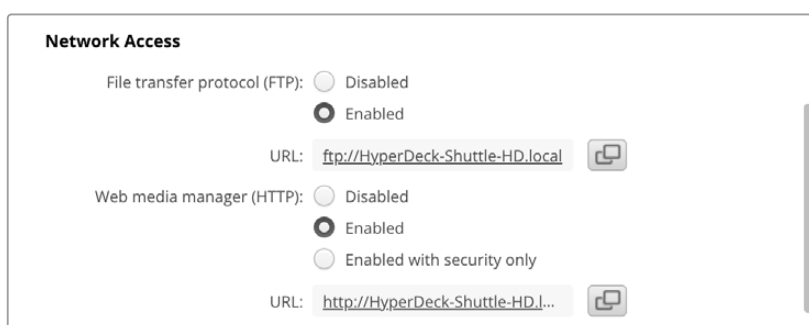 Network Access
File transfer protocol (FTP): Disabled
Enabled
URL: ftp://HyperDeck-Shuttle-HD.local
Web media manager (HTTP): Disabled
Enabled
Enabled with security only
URL: http://HyperDeck-Shuttle-HD.l...